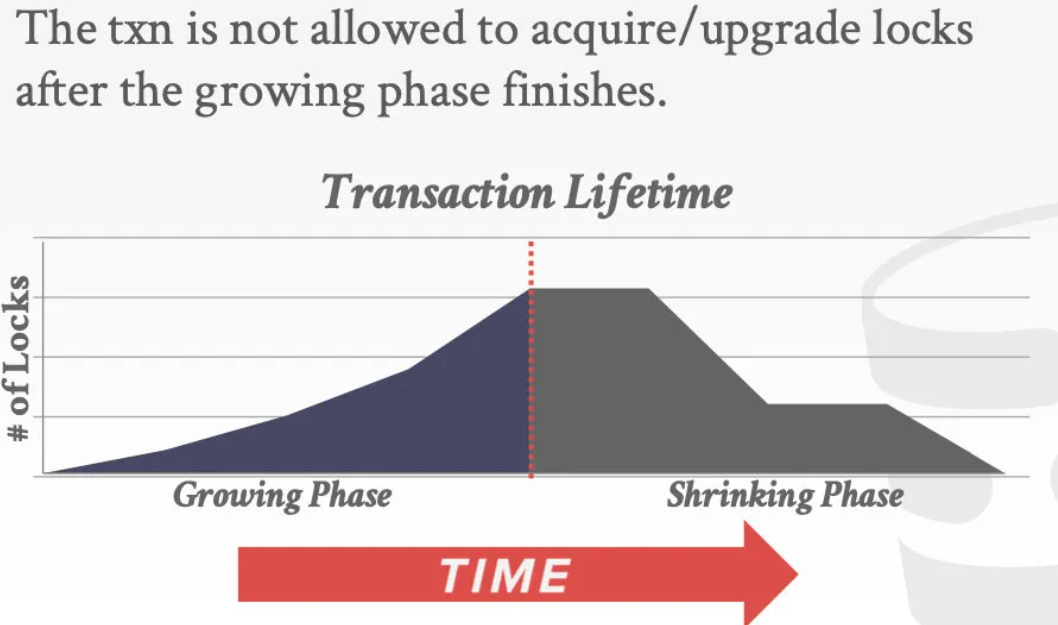 The txn is not allowed to acquire/upgrade locks
after the growing phase finishes.
Transaction Lifetime
# of Locks
Growing Phase
Shrinking Phase
TIME